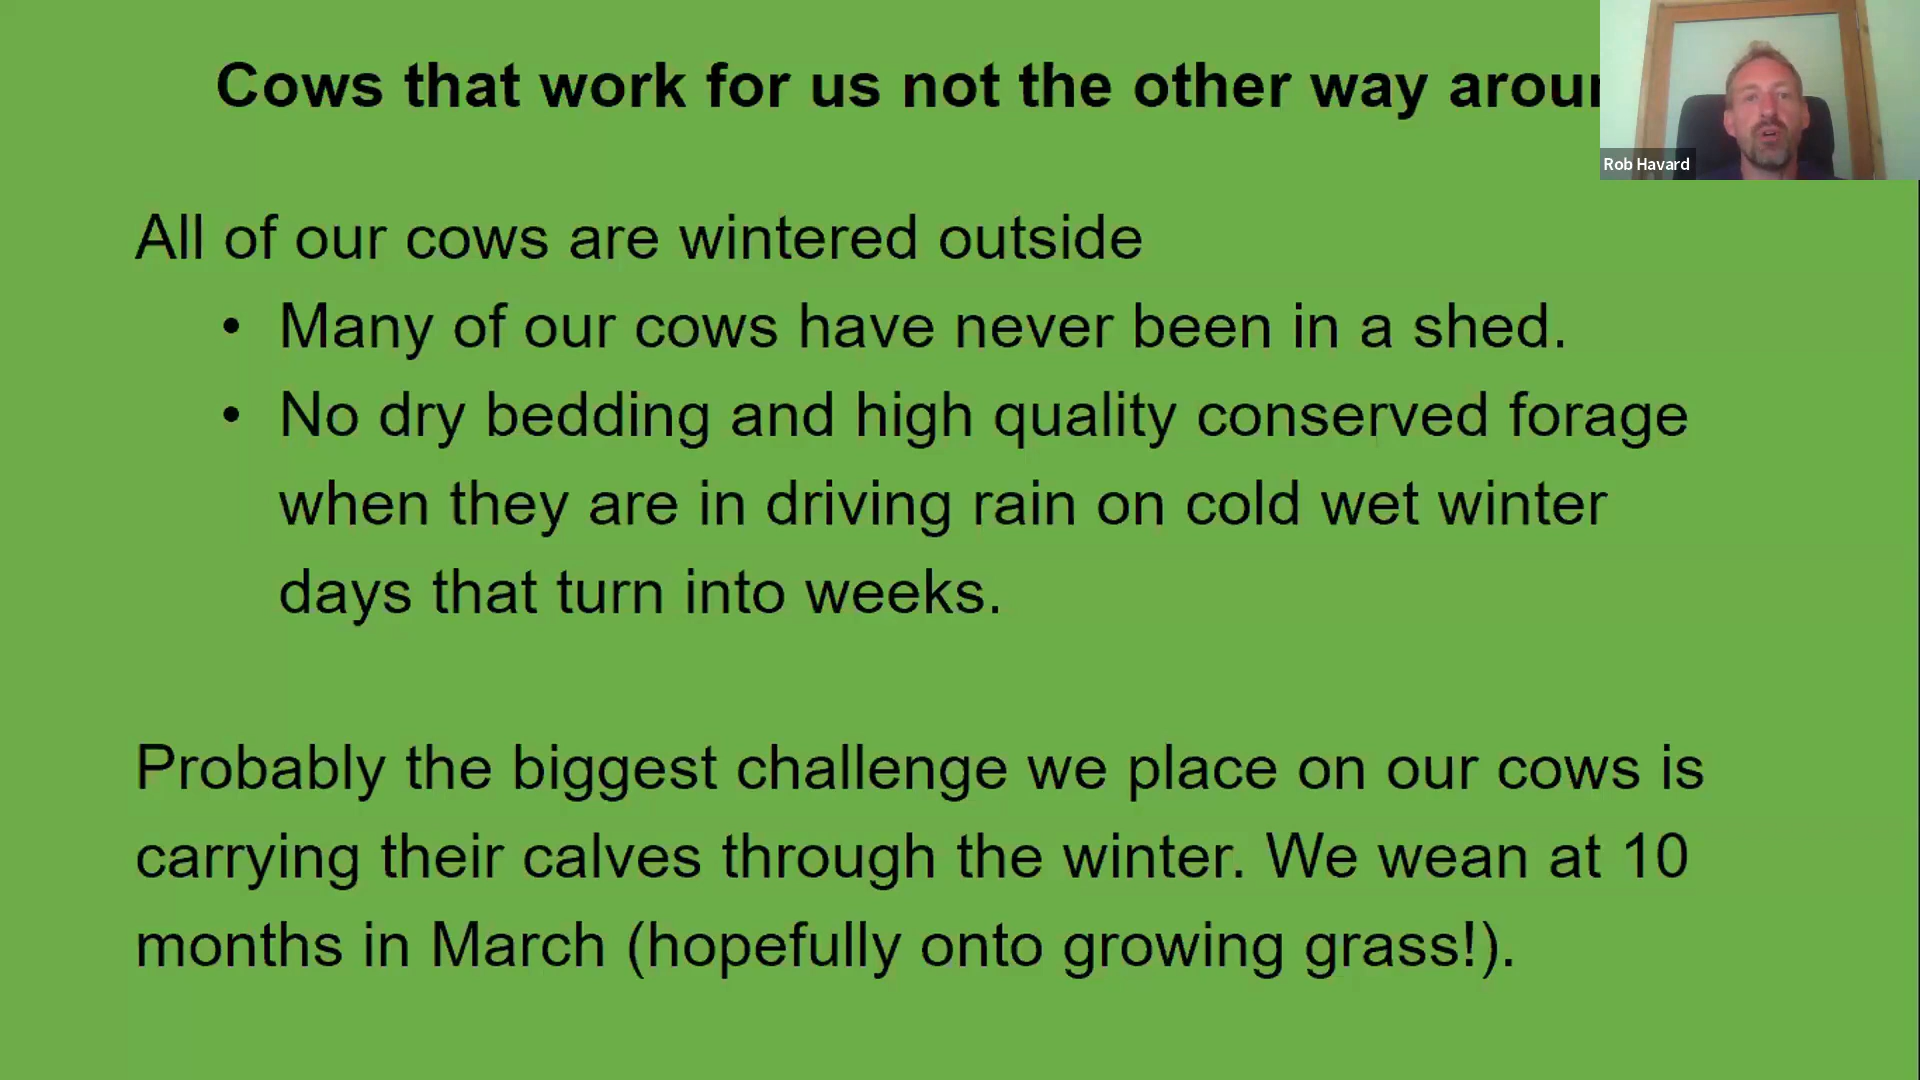 Cows that work for us not the other way aroun
Rob Havard
All of our cows are wintered outside
• Many of our cows have never been in a shed.
• No dry bedding and high quality conserved forage
when they are in driving rain on cold wet winter
days that turn into weeks.
Probably the biggest challenge we place on our cows is
carrying their calves through the winter. We wean at 10
months in March (hopefully onto growing grass!).